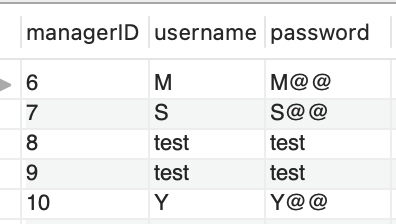 managerID username password
6 M M@@
7 S S@@
8 test test
9 test test
10 Y Y@@